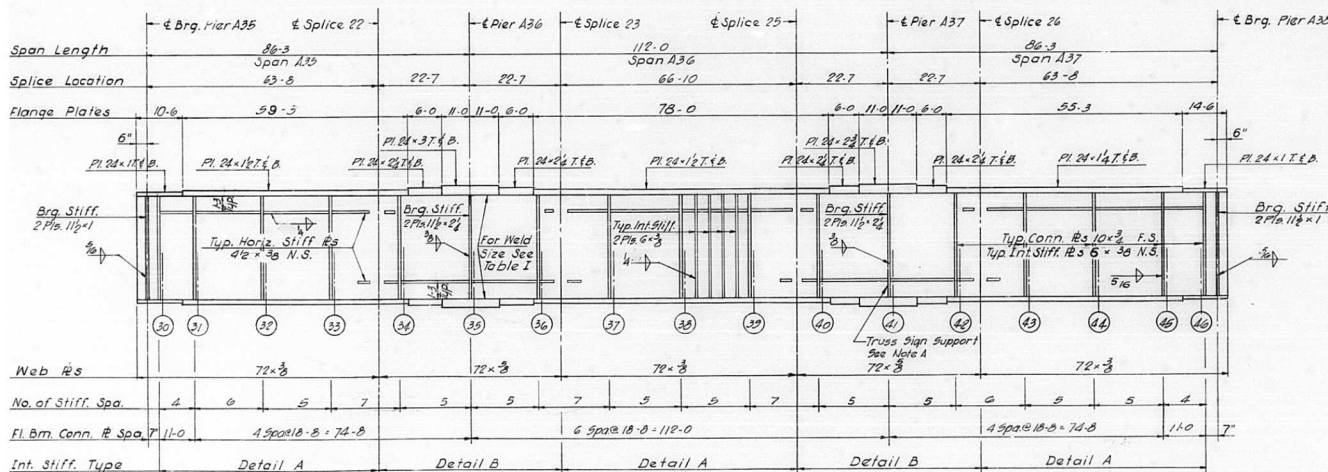 ℄ Brg. Pier A35 ℄ Splice 22 ℄ Pier A36 ℄ Splice 23 ℄ Splice 25 ℄ Pier A37 ℄ Splice 26 ℄ Brg. Pier A38
Span Length 86-3 112-0 86-3
Span A35 Span A36 Span A37
Splice Location 63-8 22-7 22-7 66-10 22-7 22-7 63-8
Flange Plates 10-6 59-3 6-0 11-0 11-0 6-0 78-0 6-0 11-0 11-0 6-0 55-3 14-6
6" 6"
Pl. 24×3 T.&B. Pl. 24×2¾ T.&B.
Pl. 24×1 T.&B. Pl. 24×1½ T.&B. Pl. 24×2¼ T.&B. Pl. 24×2¼ T.&B. Pl. 24×1½ T.&B. Pl. 24×2¼ T.&B. Pl. 24×2¼ T.&B. Pl. 24×1¼ T.&B. Pl. 24×1 T.&B.
Brg. Stiff.
2 Pls. 11½×1
5/16
Typ. Horiz. Stiff ⅊s
4½ × 3/8 N.S.
1/4
Brg. Stiff.
2 Pls. 11½×2¼
3/8
For Weld
Size See
Table I
Typ. Int. Stiff.
2 Pls. 6×3/8
1/4
Brg. Stiff.
2 Pls. 11½×2¼
3/8
Typ. Conn. ⅊s 10×¾ F.S.
Typ. Int. Stiff. ⅊s 6 × 3/8 N.S.
5/16
Brg. Stiff.
2 Pls. 11½×1
5/16
30 31 32 33 34 35 36 37 38 39 40 41 42 43 44 45 46
Truss Sign Support
See Note A
Web ⅊s 72×3/8 72×5/8 72×3/8 72×5/8 72×3/8
No. of Stiff. Spa. 4 6 5 7 5 5 7 5 5 7 5 5 6 5 5 4
Fl. Bm. Conn. ⅊ Spa. 7" 11-0 4 Spa@18-8 = 74-8 6 Spa@18-8 = 112-0 4 Spa.@18-8 = 74-8 11-0 7"
Int. Stiff. Type Detail A Detail B Detail A Detail B Detail A